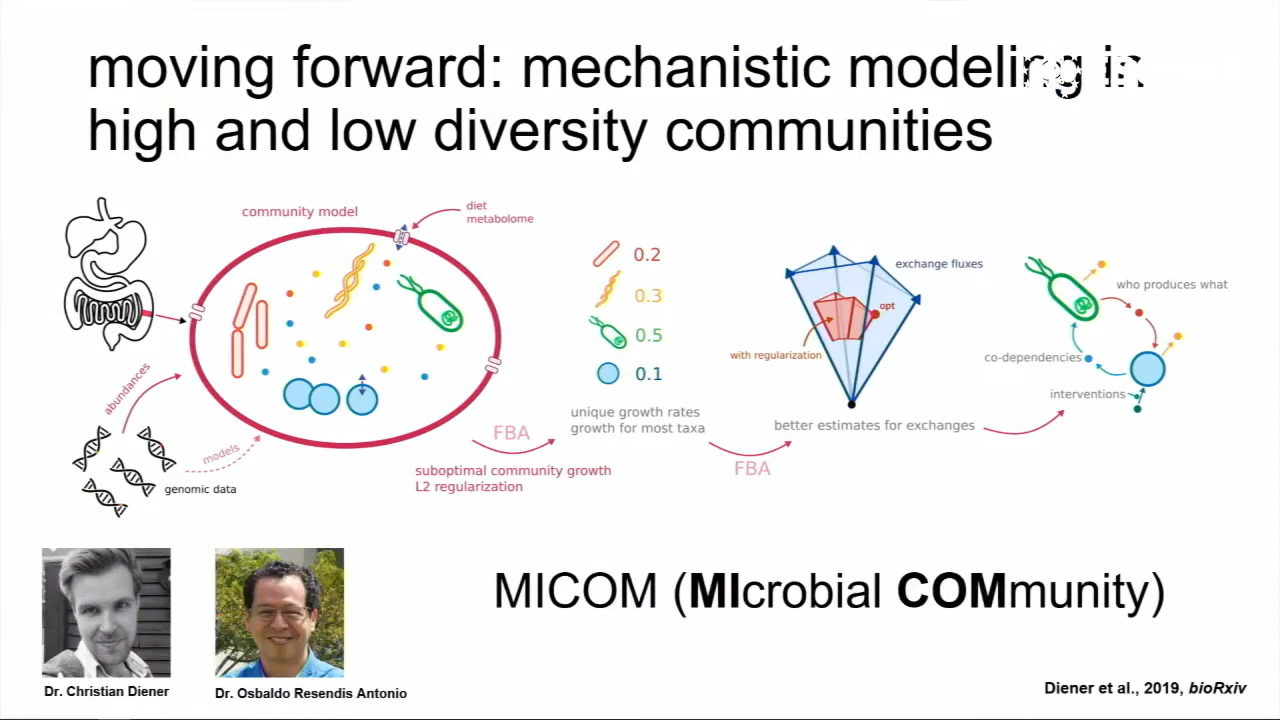 moving forward: mechanistic modeling in
high and low diversity communities
community model
diet
metabolome
abundances
models
genomic data
FBA
suboptimal community growth
L2 regularization
0.2
0.3
0.5
0.1
unique growth rates
growth for most taxa
FBA
exchange fluxes
opt
with regularization
better estimates for exchanges
who produces what
co-dependencies
interventions
MICOM (MIcrobial COMmunity)
Dr. Christian Diener
Dr. Osbaldo Resendis Antonio
Diener et al., 2019, bioRxiv